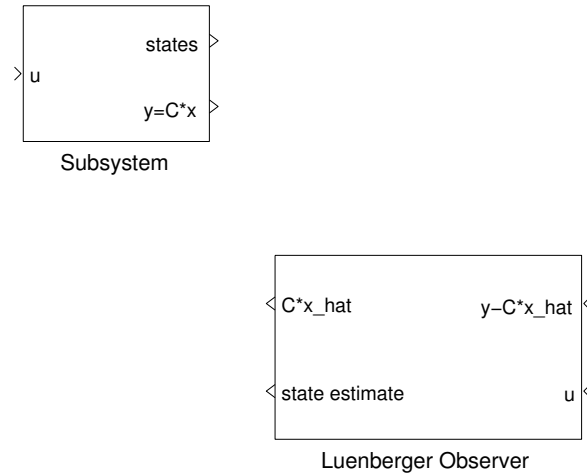 states
u
y=C*x
Subsystem
C*x_hat
y−C*x_hat
state estimate
u
Luenberger Observer